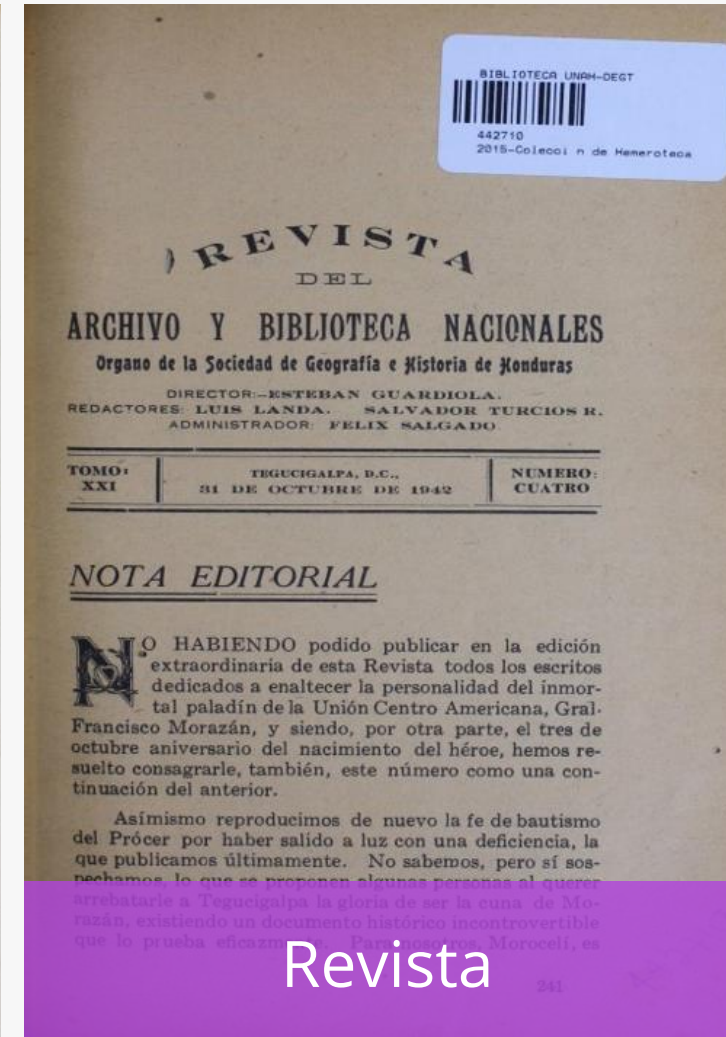 BIBLIOTECA UNAH-DEGT
442710
2015-Colecci n de Hemeroteca
REVISTA
DEL
ARCHIVO Y BIBLIOTECA NACIONALES
Organo de la Sociedad de Geografía e Historia de Honduras
DIRECTOR:-ESTEBAN GUARDIOLA.
REDACTORES: LUIS LANDA. SALVADOR TURCIOS R.
ADMINISTRADOR: FELIX SALGADO
TOMO:
XXI
TEGUCIGALPA, D.C.,
31 DE OCTUBRE DE 1942
NUMERO:
CUATRO
NOTA EDITORIAL
NO HABIENDO podido publicar en la edición
extraordinaria de esta Revista todos los escritos
dedicados a enaltecer la personalidad del inmor-
tal paladín de la Unión Centro Americana, Gral.
Francisco Morazán, y siendo, por otra parte, el tres de
octubre aniversario del nacimiento del héroe, hemos re-
suelto consagrarle, también, este número como una con-
tinuación del anterior.
Asímismo reproducimos de nuevo la fe de bautismo
del Prócer por haber salido a luz con una deficiencia, la
que publicamos últimamente. No sabemos, pero sí sos-
pechamos, lo que se proponen algunas personas al querer
arrebatarle a Tegucigalpa la gloria de ser la cuna de Mo-
razán, existiendo un documento histórico incontrovertible
que lo prueba eficazmente. Para nosotros, Morocelí, es
241
Revista